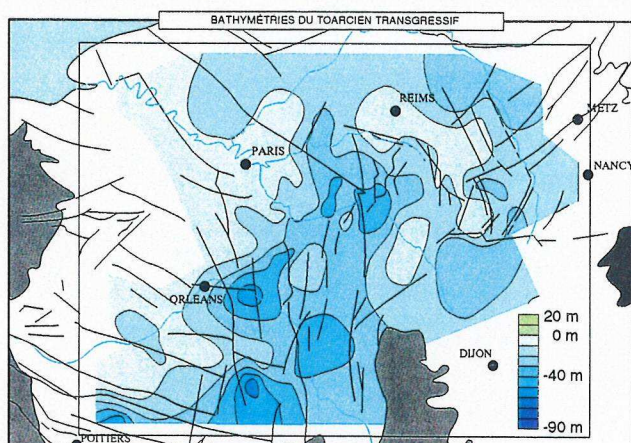 BATHYMÉTRIES DU TOARCIEN TRANSGRESSIF
REIMS
METZ
PARIS
NANCY
ORLEANS
20 m
0 m
-40 m
-90 m
DIJON
POITIERS